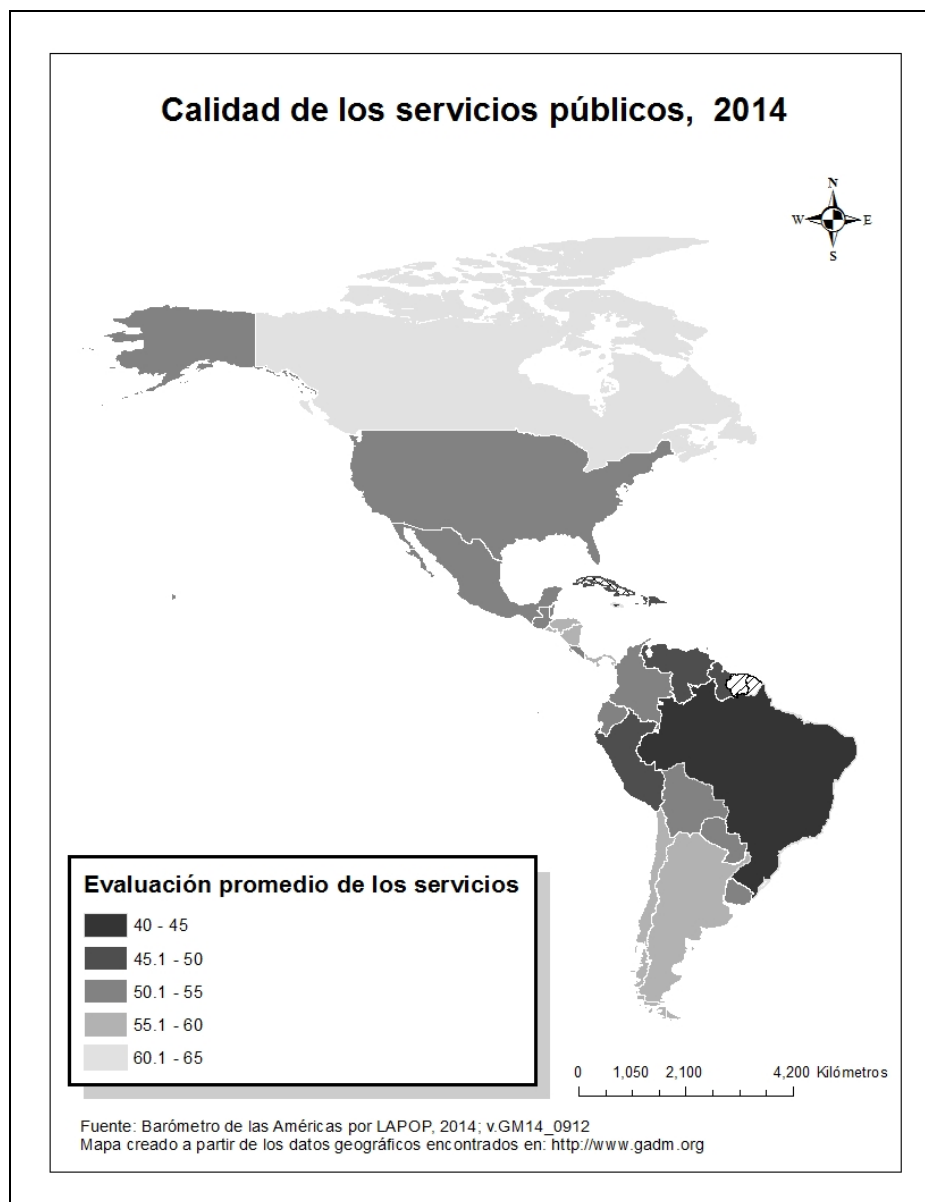 Calidad de los servicios públicos, 2014
N
W E
S
Evaluación promedio de los servicios
40 - 45
45.1 - 50
50.1 - 55
55.1 - 60
60.1 - 65
0 1,050 2,100 4,200 Kilómetros
Fuente: Barómetro de las Américas por LAPOP, 2014; v.GM14_0912
Mapa creado a partir de los datos geográficos encontrados en: http://www.gadm.org